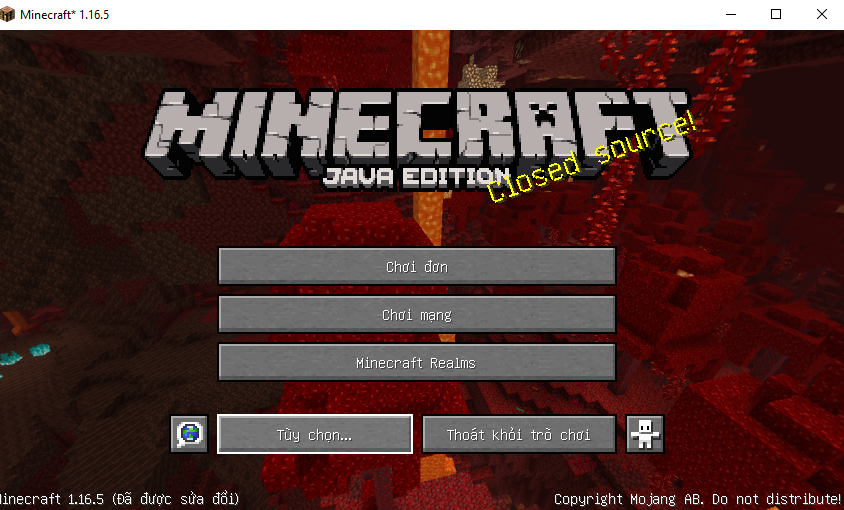 Minecraft* 1.16.5
MINECRAFT
JAVA EDITION
Closed source!
Chơi đơn
Chơi mạng
Minecraft Realms
Tùy chọn...
Thoát khỏi trò chơi
inecraft 1.16.5 (Đã được sửa đổi)
Copyright Mojang AB. Do not distribute!